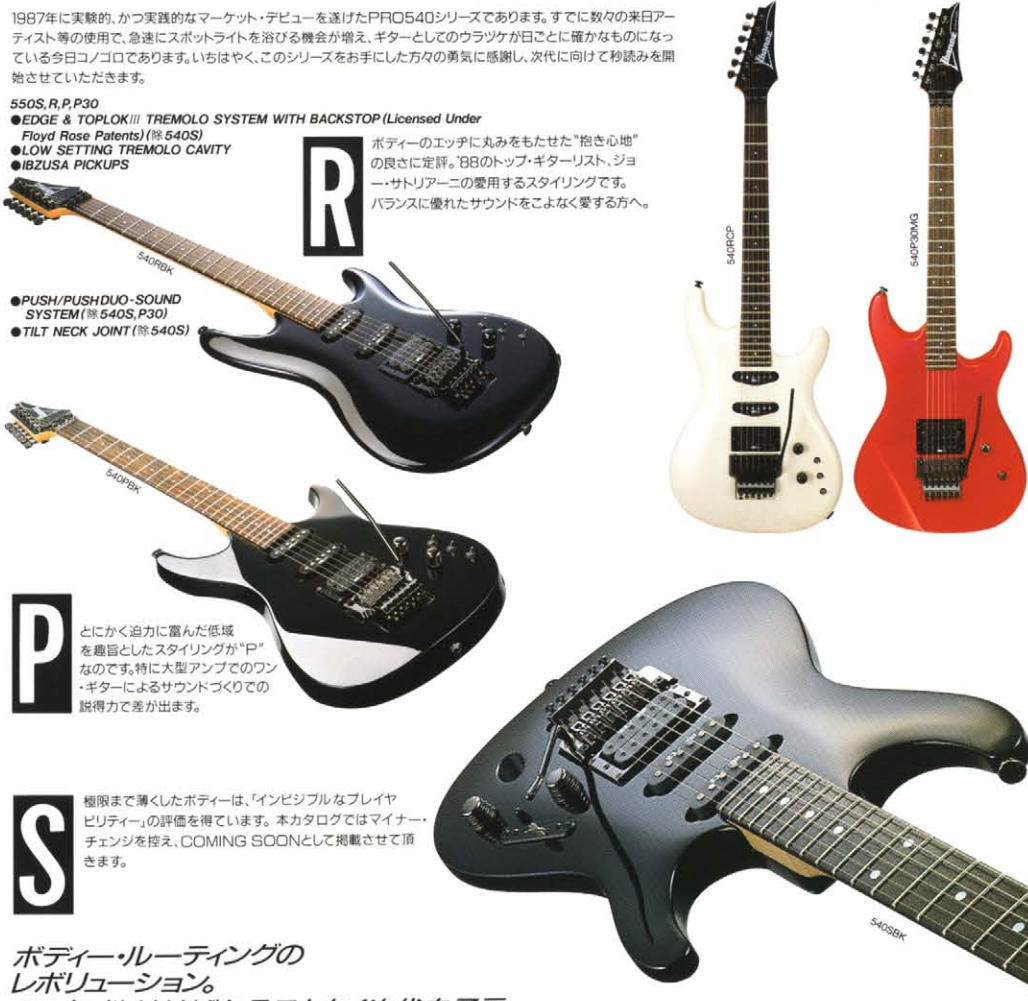 1987年に実験的、かつ実践的なマーケット・デビューを遂げたPRO540シリーズであります。すでに数々の来日アー
ティスト等の使用で、急速にスポットライトを浴びる機会が増え、ギターとしてのウラヅケが日ごとに確かなものになっ
ている今日コノゴロであります。いちはやく、このシリーズをお手にした方々の勇気に感謝し、次代に向けて秒読みを開
始させていただきます。
550S,R,P,P30
●EDGE & TOPLOKIII TREMOLO SYSTEM WITH BACKSTOP (Licensed Under
Floyd Rose Patents) (除540S)
●LOW SETTING TREMOLO CAVITY
●IBZUSA PICKUPS
R
ボディーのエッヂに丸みをもたせた“抱き心地”
の良さに定評。'88のトップ・ギターリスト、ジョ
ー・サトリアーニの愛用するスタイリングです。
バランスに優れたサウンドをこよなく愛する方へ。
540RBK
●PUSH/PUSH DUO-SOUND
SYSTEM (除540S,P30)
●TILT NECK JOINT (除540S)
Ibanez
540RCP
Ibanez
540P30MG
540PBK
P
とにかく迫力に富んだ低域
を趣旨としたスタイリングが“P”
なのです。特に大型アンプでのワン
・ギターによるサウンドづくりでの
説得力で差が出ます。
S
極限まで薄くしたボディーは、「インビジブルなプレイヤ
ビリティー」の評価を得ています。本カタログではマイナー・
チェンジを控え、COMING SOONとして掲載させて頂
きます。
540SBK
ボディー・ルーティングの
レボリューション。